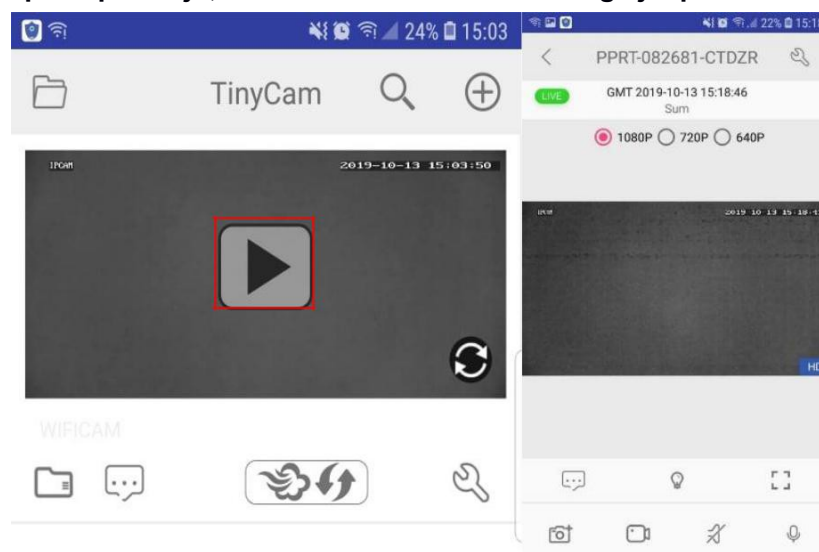 24% 15:03
TinyCam
IPCAM 2019-10-13 15:03:50
WIFICAM
22%
PPRT-082681-CTDZR
LIVE GMT 2019-10-13 15:18:46
Sum
1080P 720P 640P
HD